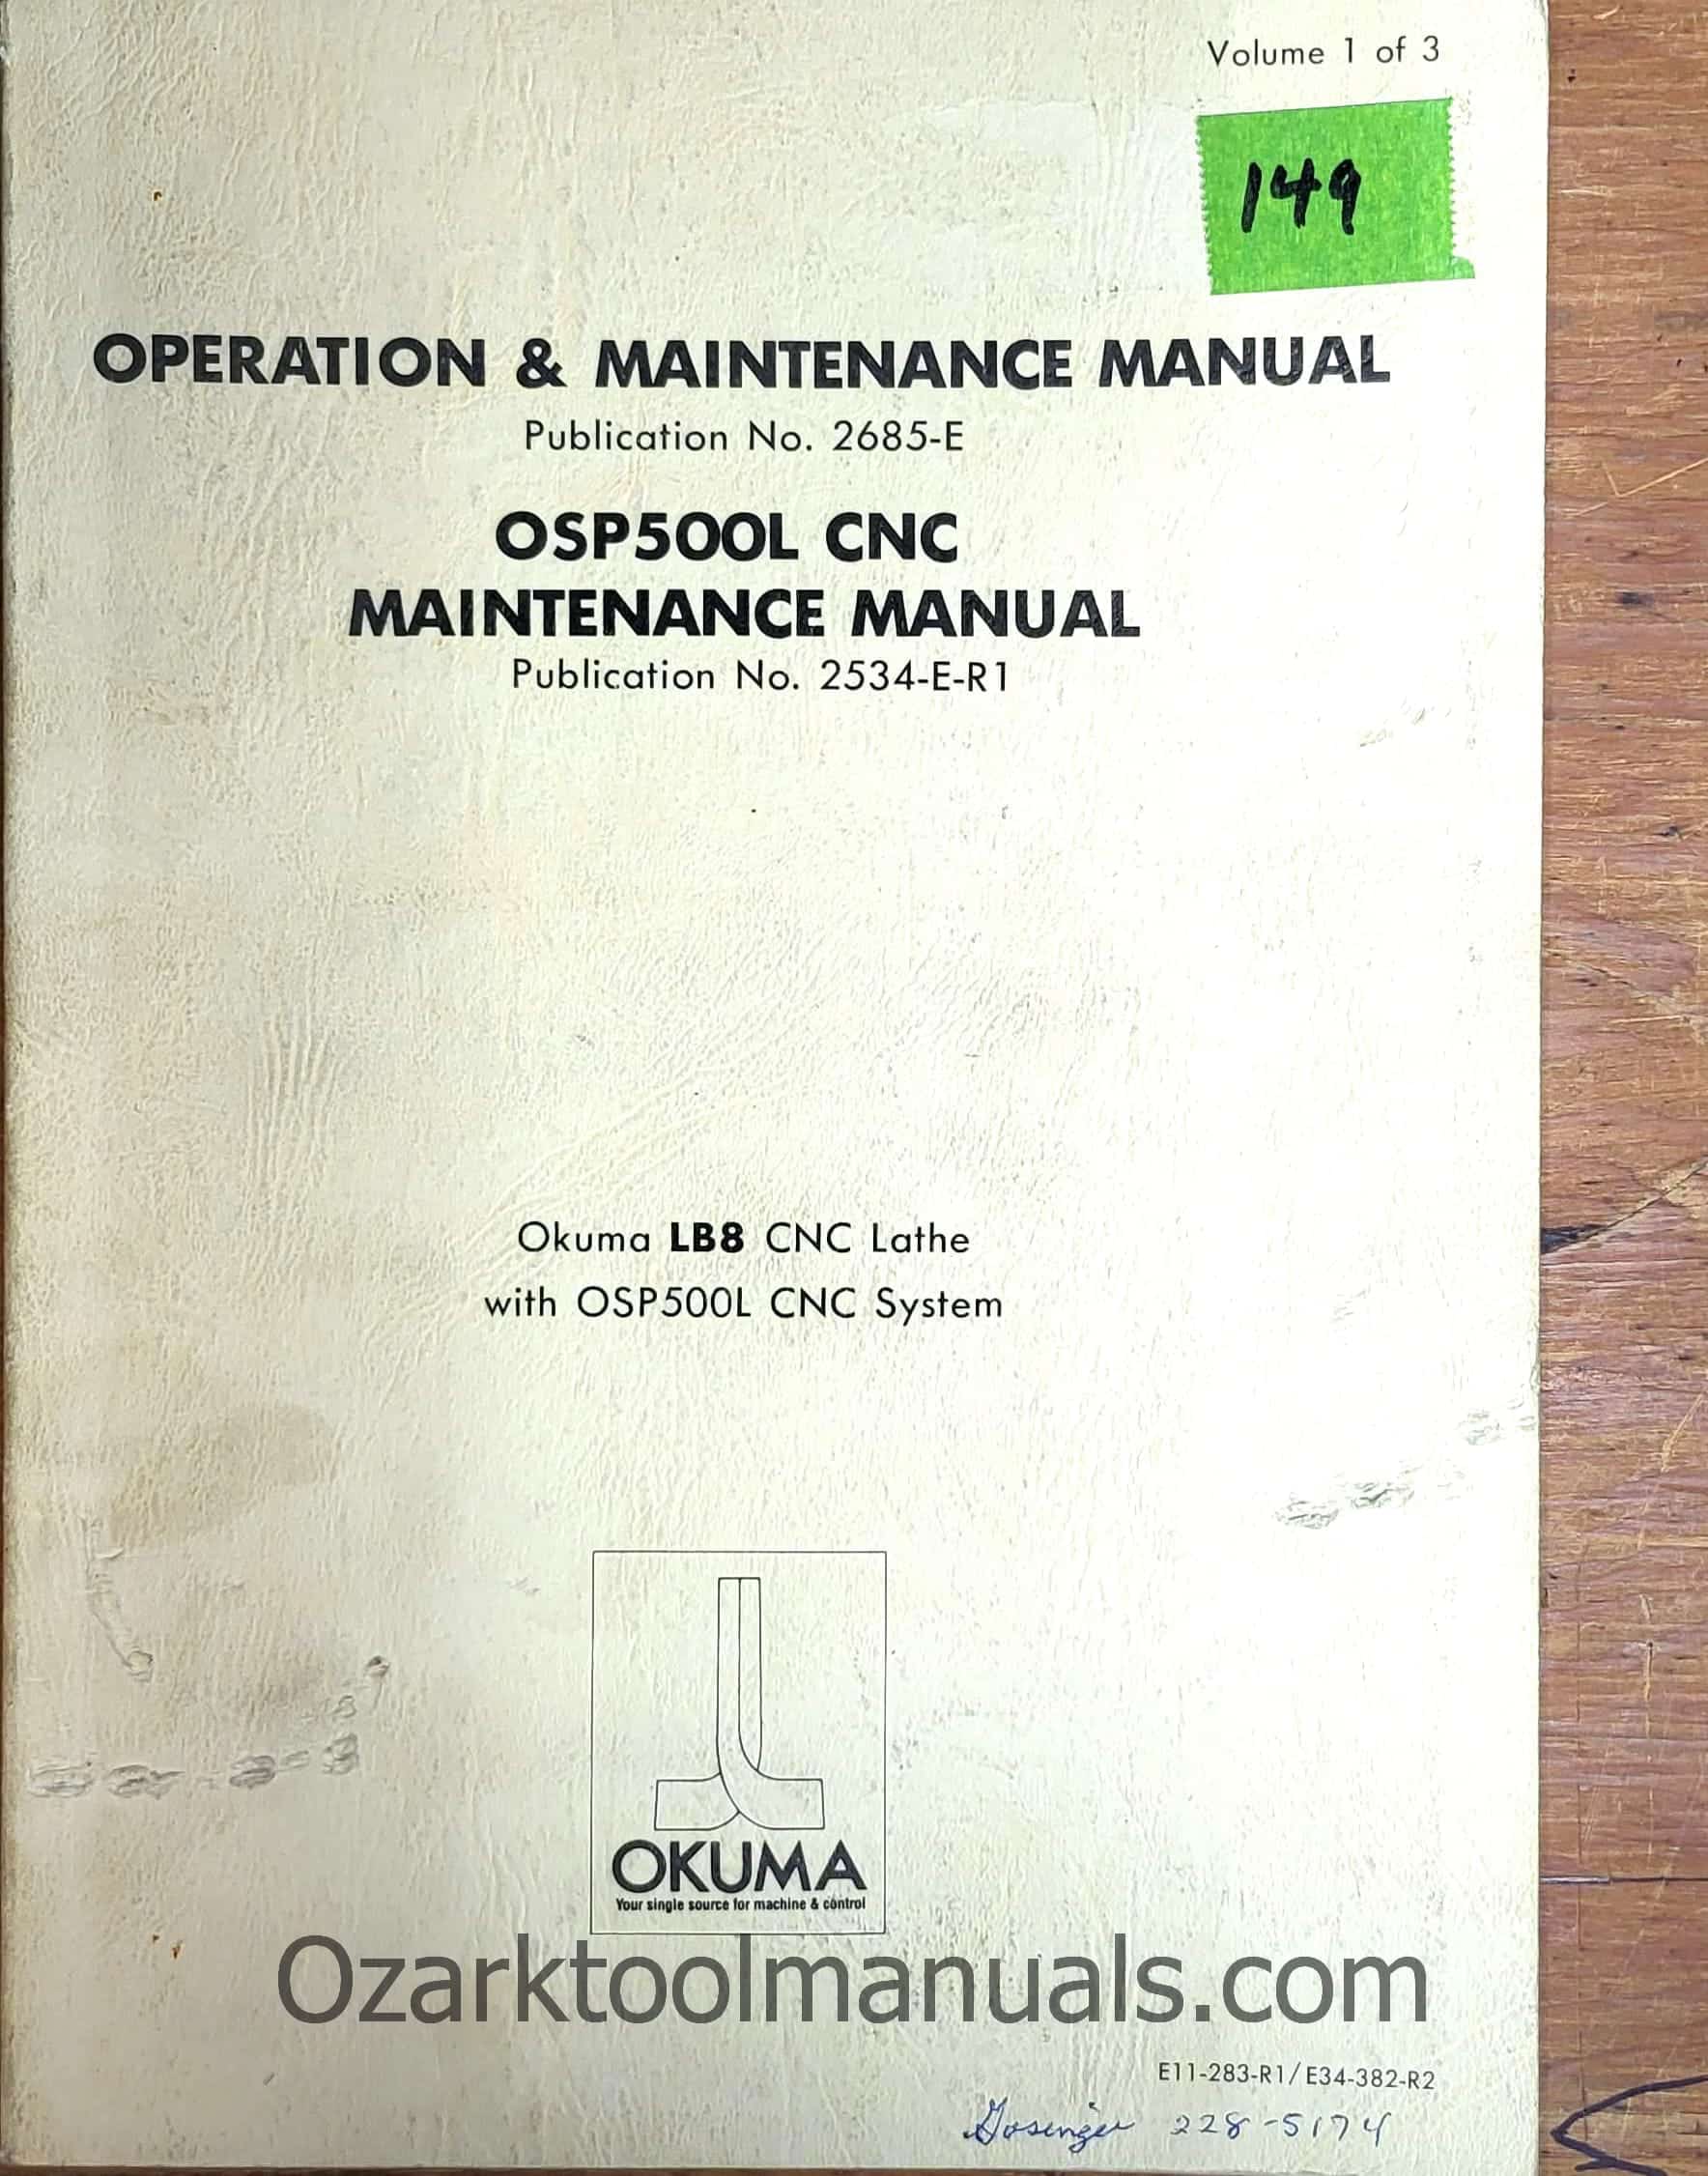 Volume 1 of 3
149
OPERATION & MAINTENANCE MANUAL
Publication No. 2685-E
OSP500L CNC
MAINTENANCE MANUAL
Publication No. 2534-E-R1
Okuma LB8 CNC Lathe
with OSP500L CNC System
OKUMA
Your single source for machine & control
Ozarktoolmanuals.com
E11-283-R1/E34-382-R2
Gosinger 228-5174